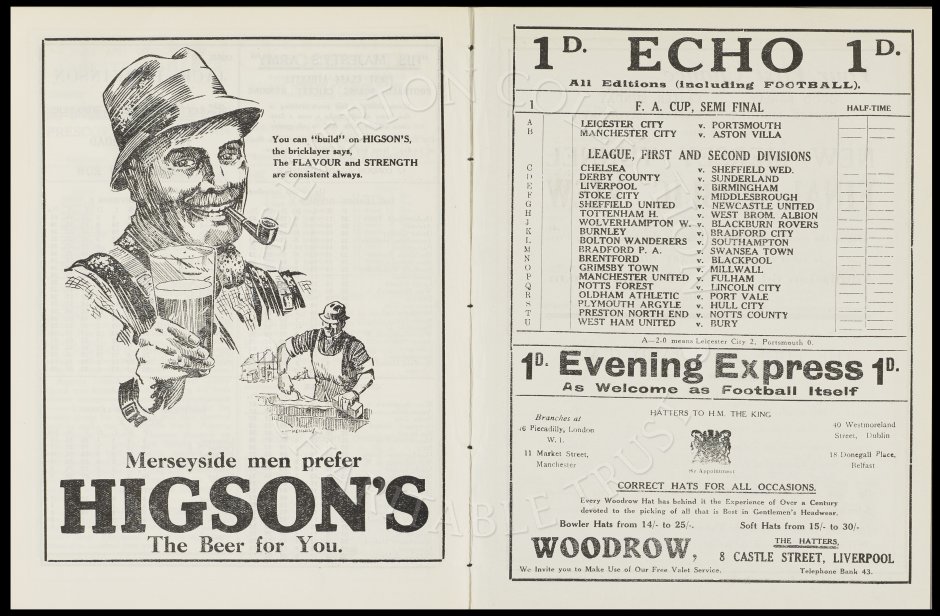 You can "build" on HIGSON'S,
the bricklayer says,
The FLAVOUR and STRENGTH
are consistent always.
Merseyside men prefer
HIGSON'S
The Beer for You.
1D. ECHO 1D.
All Editions (including FOOTBALL).
1 F. A. CUP, SEMI FINAL HALF-TIME
A LEICESTER CITY v. PORTSMOUTH
B MANCHESTER CITY v. ASTON VILLA
LEAGUE, FIRST AND SECOND DIVISIONS
C CHELSEA v. SHEFFIELD WED.
D DERBY COUNTY v. SUNDERLAND
E LIVERPOOL v. BIRMINGHAM
F STOKE CITY v. MIDDLESBROUGH
G SHEFFIELD UNITED v. NEWCASTLE UNITED
H TOTTENHAM H. v. WEST BROM. ALBION
J WOLVERHAMPTON W. v. BLACKBURN ROVERS
K BURNLEY v. BRADFORD CITY
L BOLTON WANDERERS v. SOUTHAMPTON
M BRADFORD P. A. v. SWANSEA TOWN
N BRENTFORD v. BLACKPOOL
O GRIMSBY TOWN v. MILLWALL
P MANCHESTER UNITED v. FULHAM
Q NOTTS FOREST v. LINCOLN CITY
R OLDHAM ATHLETIC v. PORT VALE
S PLYMOUTH ARGYLE v. HULL CITY
T PRESTON NORTH END v. NOTTS COUNTY
U WEST HAM UNITED v. BURY
A—2-0 means Leicester City 2, Portsmouth 0.
1D. Evening Express 1D.
As Welcome as Football Itself
HATTERS TO H.M. THE KING
Branches at
Piccadilly, London
W. 1.
11 Market Street,
Manchester
By Appointment
40 Westmoreland
Street, Dublin
18 Donegall Place,
Belfast
CORRECT HATS FOR ALL OCCASIONS.
Every Woodrow Hat has behind it the Experience of Over a Century
devoted to the picking of all that is Best in Gentlemen's Headwear.
Bowler Hats from 14/- to 25/-. Soft Hats from 15/- to 30/-
WOODROW, THE HATTERS,
8 CASTLE STREET, LIVERPOOL
We Invite you to Make Use of Our Free Valet Service. Telephone Bank 43.